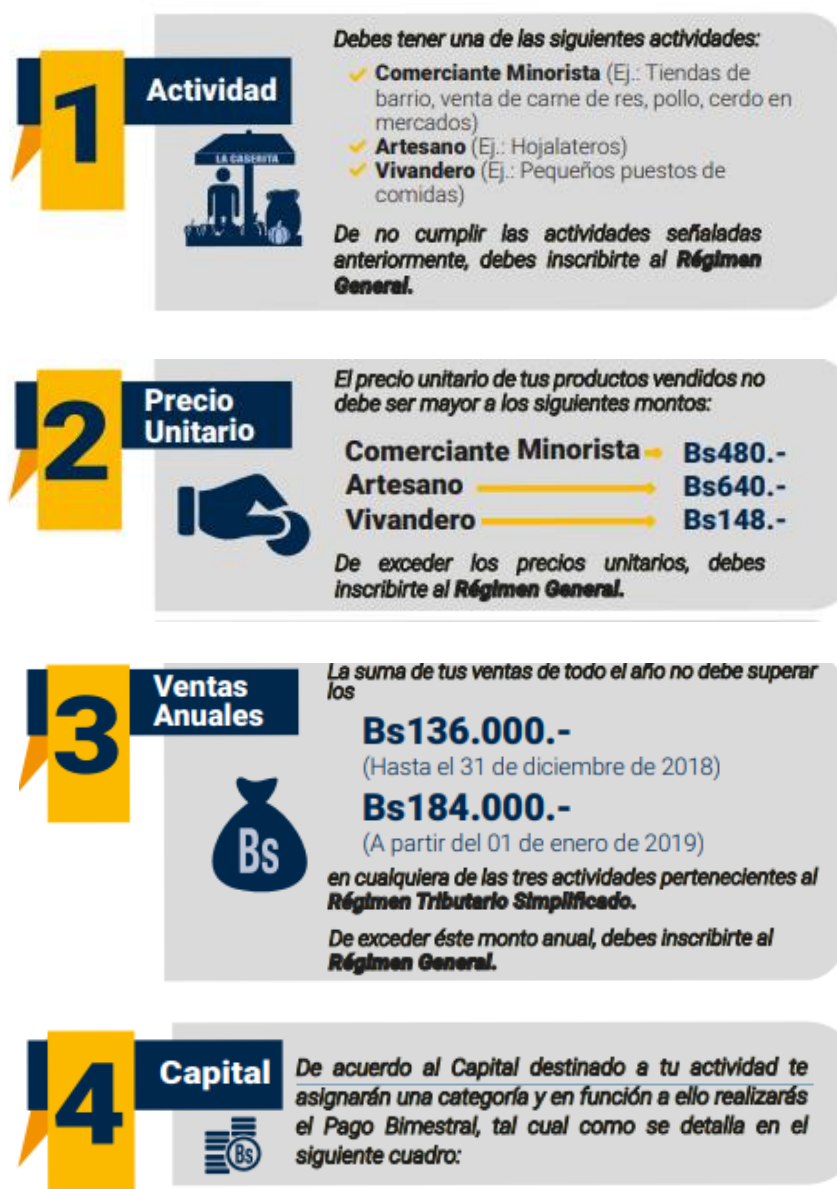 Debes tener una de las siguientes actividades:
1
Actividad
LA CASERITA
Comerciante Minorista (Ej.: Tiendas de
barrio, venta de carne de res, pollo, cerdo en
mercados)
Artesano (Ej.: Hojalateros)
Vivandero (Ej.: Pequeños puestos de
comidas)
De no cumplir las actividades señaladas
anteriormente, debes inscribirte al Régimen
General.
2
Precio
Unitario
El precio unitario de tus productos vendidos no
debe ser mayor a los siguientes montos:
Comerciante Minorista Bs480.-
Artesano Bs640.-
Vivandero Bs148.-
De exceder los precios unitarios, debes
inscribirte al Régimen General.
3
Ventas
Anuales
Bs
La suma de tus ventas de todo el año no debe superar
los
Bs136.000.-
(Hasta el 31 de diciembre de 2018)
Bs184.000.-
(A partir del 01 de enero de 2019)
en cualquiera de las tres actividades pertenecientes al
Régimen Tributario Simplificado.
De exceder éste monto anual, debes inscribirte al
Régimen General.
4
Capital
Bs
De acuerdo al Capital destinado a tu actividad te
asignarán una categoría y en función a ello realizarás
el Pago Bimestral, tal cual como se detalla en el
siguiente cuadro: